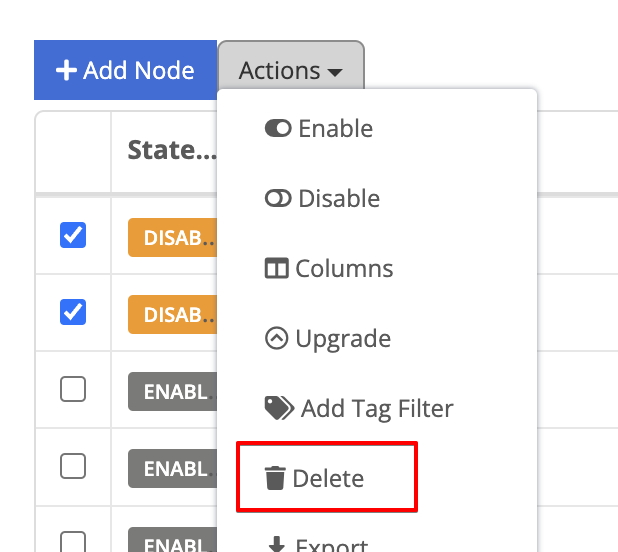 Add Node
Actions
State...
Enable
Disable
Columns
Upgrade
Add Tag Filter
Delete
Export
DISAB..
DISAB..
ENABL.
ENABL.
ENABL.